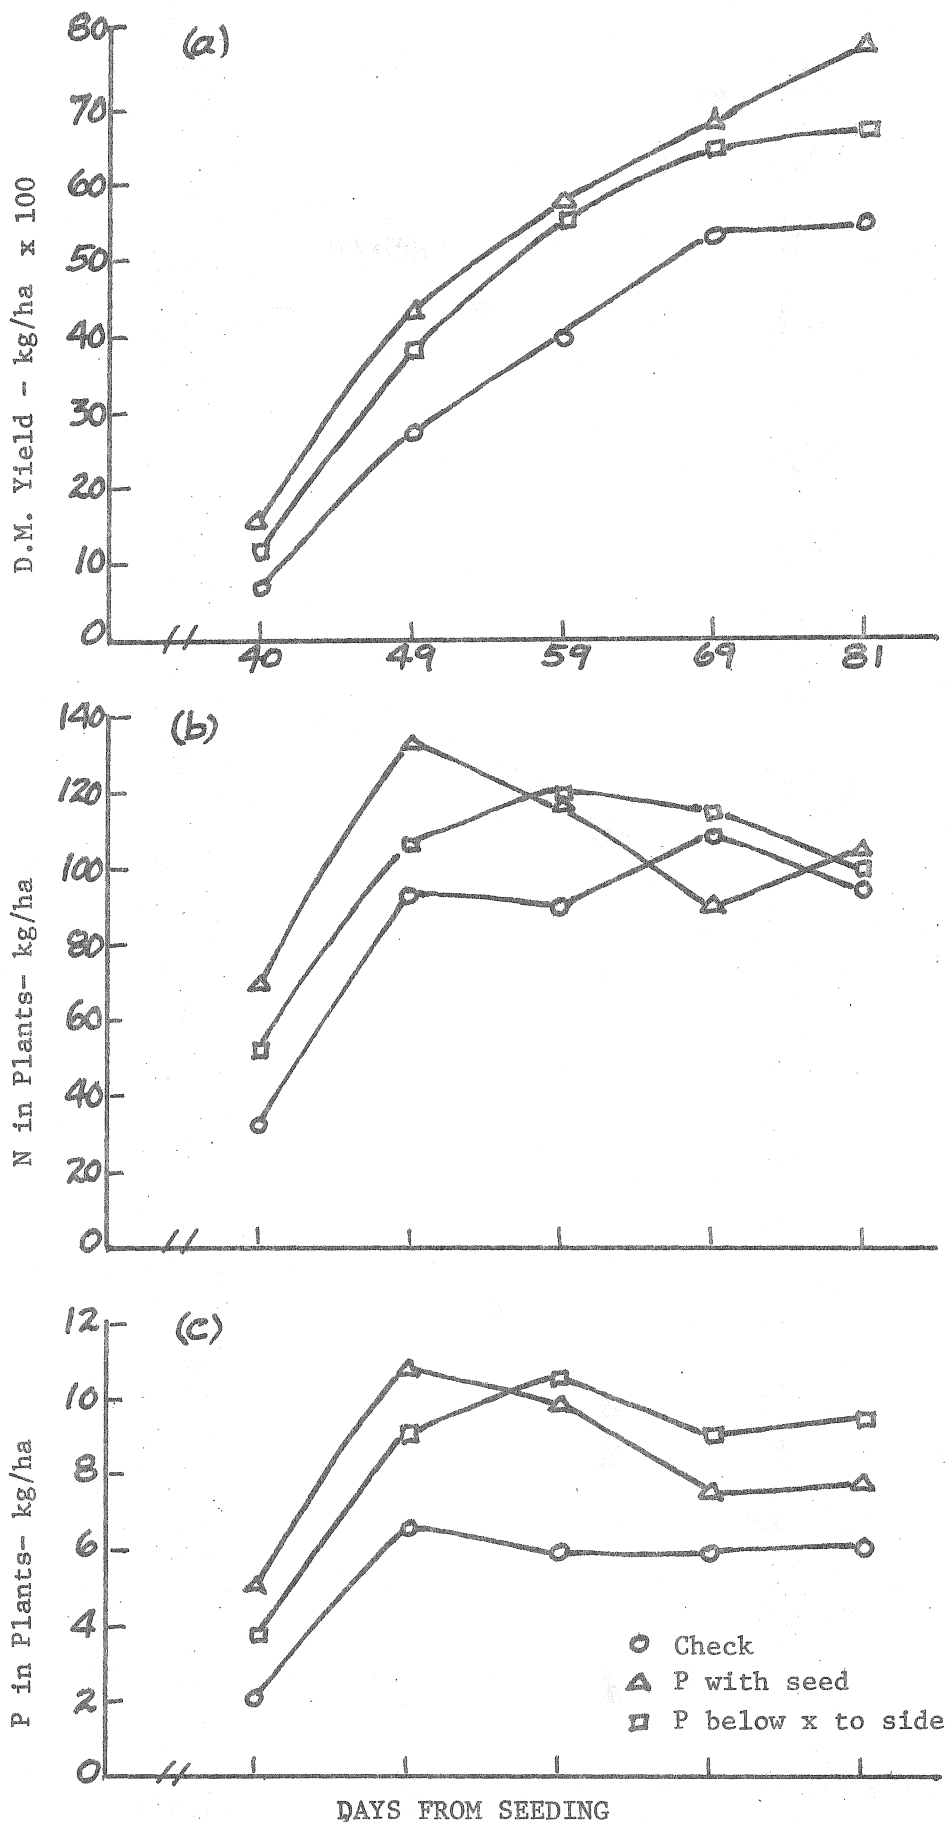 (a)
80
70
60
50
40
30
20
10
0
D.M. Yield - kg/ha x 100
40 49 59 69 81
(b)
140
120
100
80
60
40
20
0
N in Plants- kg/ha
(c)
12
10
8
6
4
2
0
P in Plants- kg/ha
Check
P with seed
P below x to side
DAYS FROM SEEDING